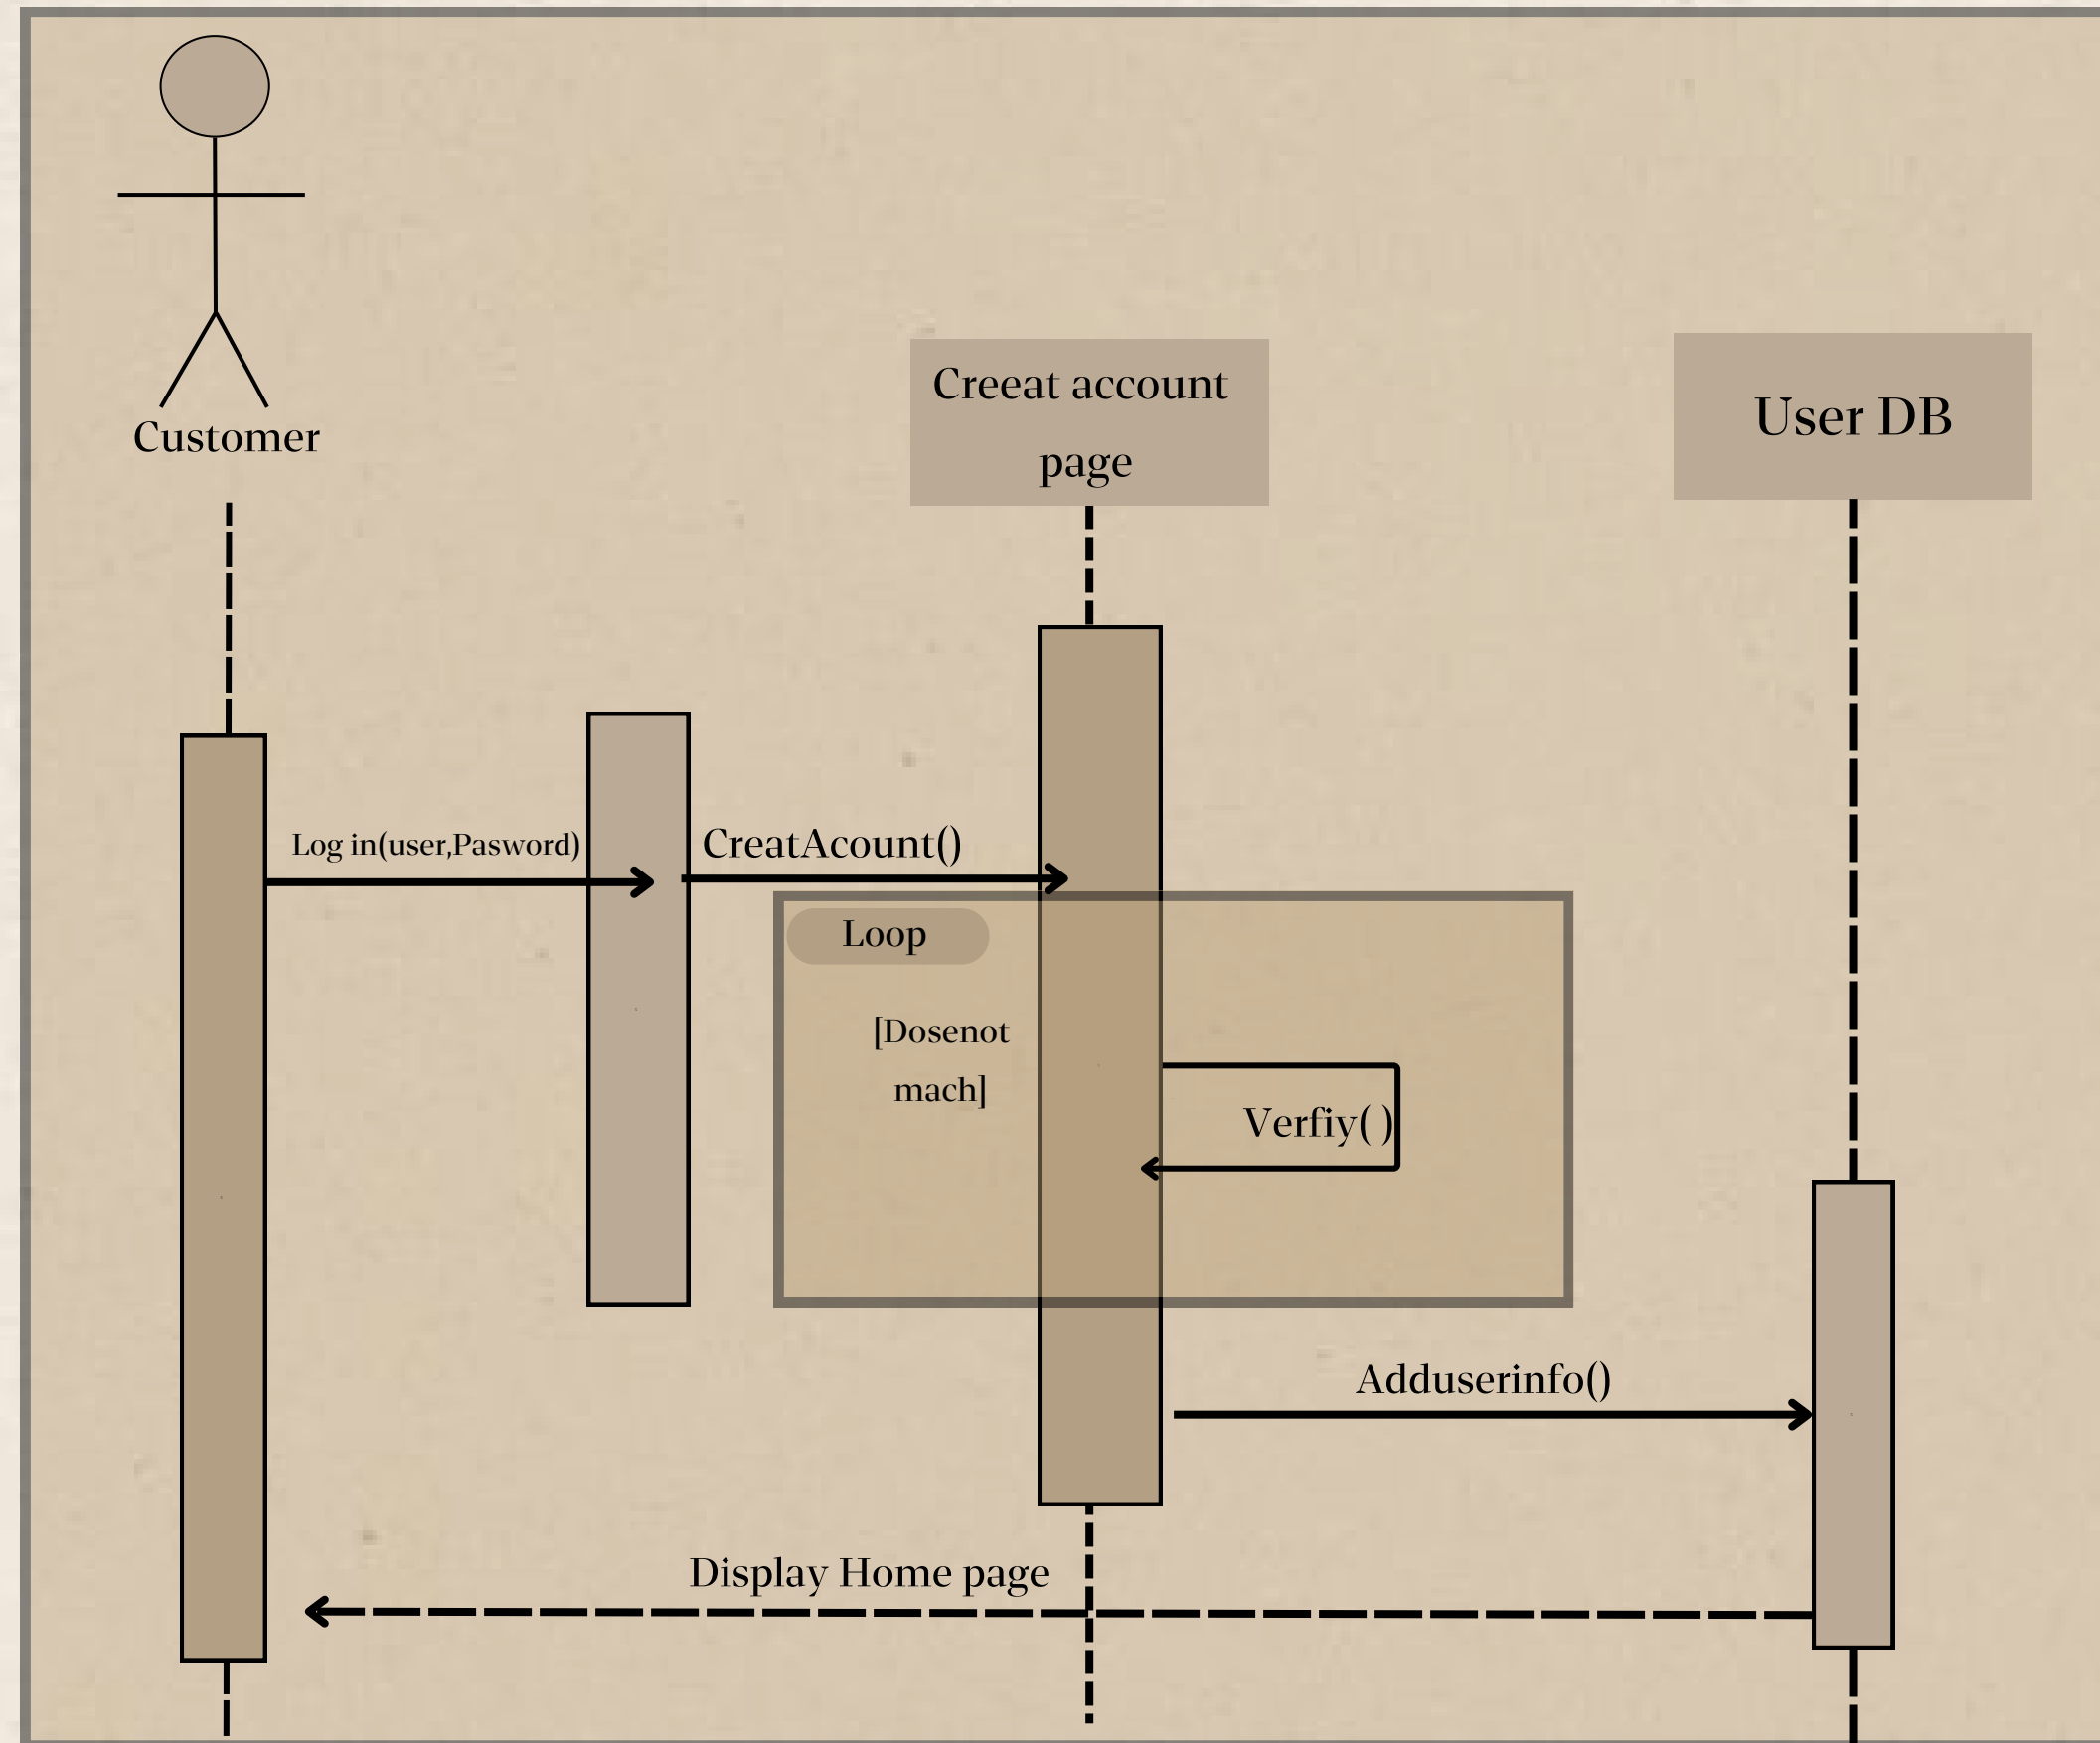 Customer
Creeat account
page
User DB
Log in(user,Pasword)
CreatAcount()
Loop
[Dosenot
mach]
Verfiy( )
Adduserinfo()
Display Home page